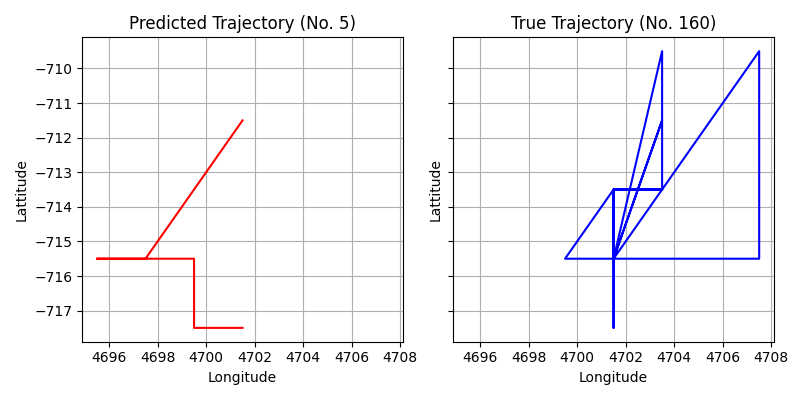 Predicted Trajectory (No. 5)
True Trajectory (No. 160)
−710
−711
−712
−713
−714
−715
−716
−717
Lattitude
Lattitude
4696 4698 4700 4702 4704 4706 4708
4696 4698 4700 4702 4704 4706 4708
Longitude
Longitude